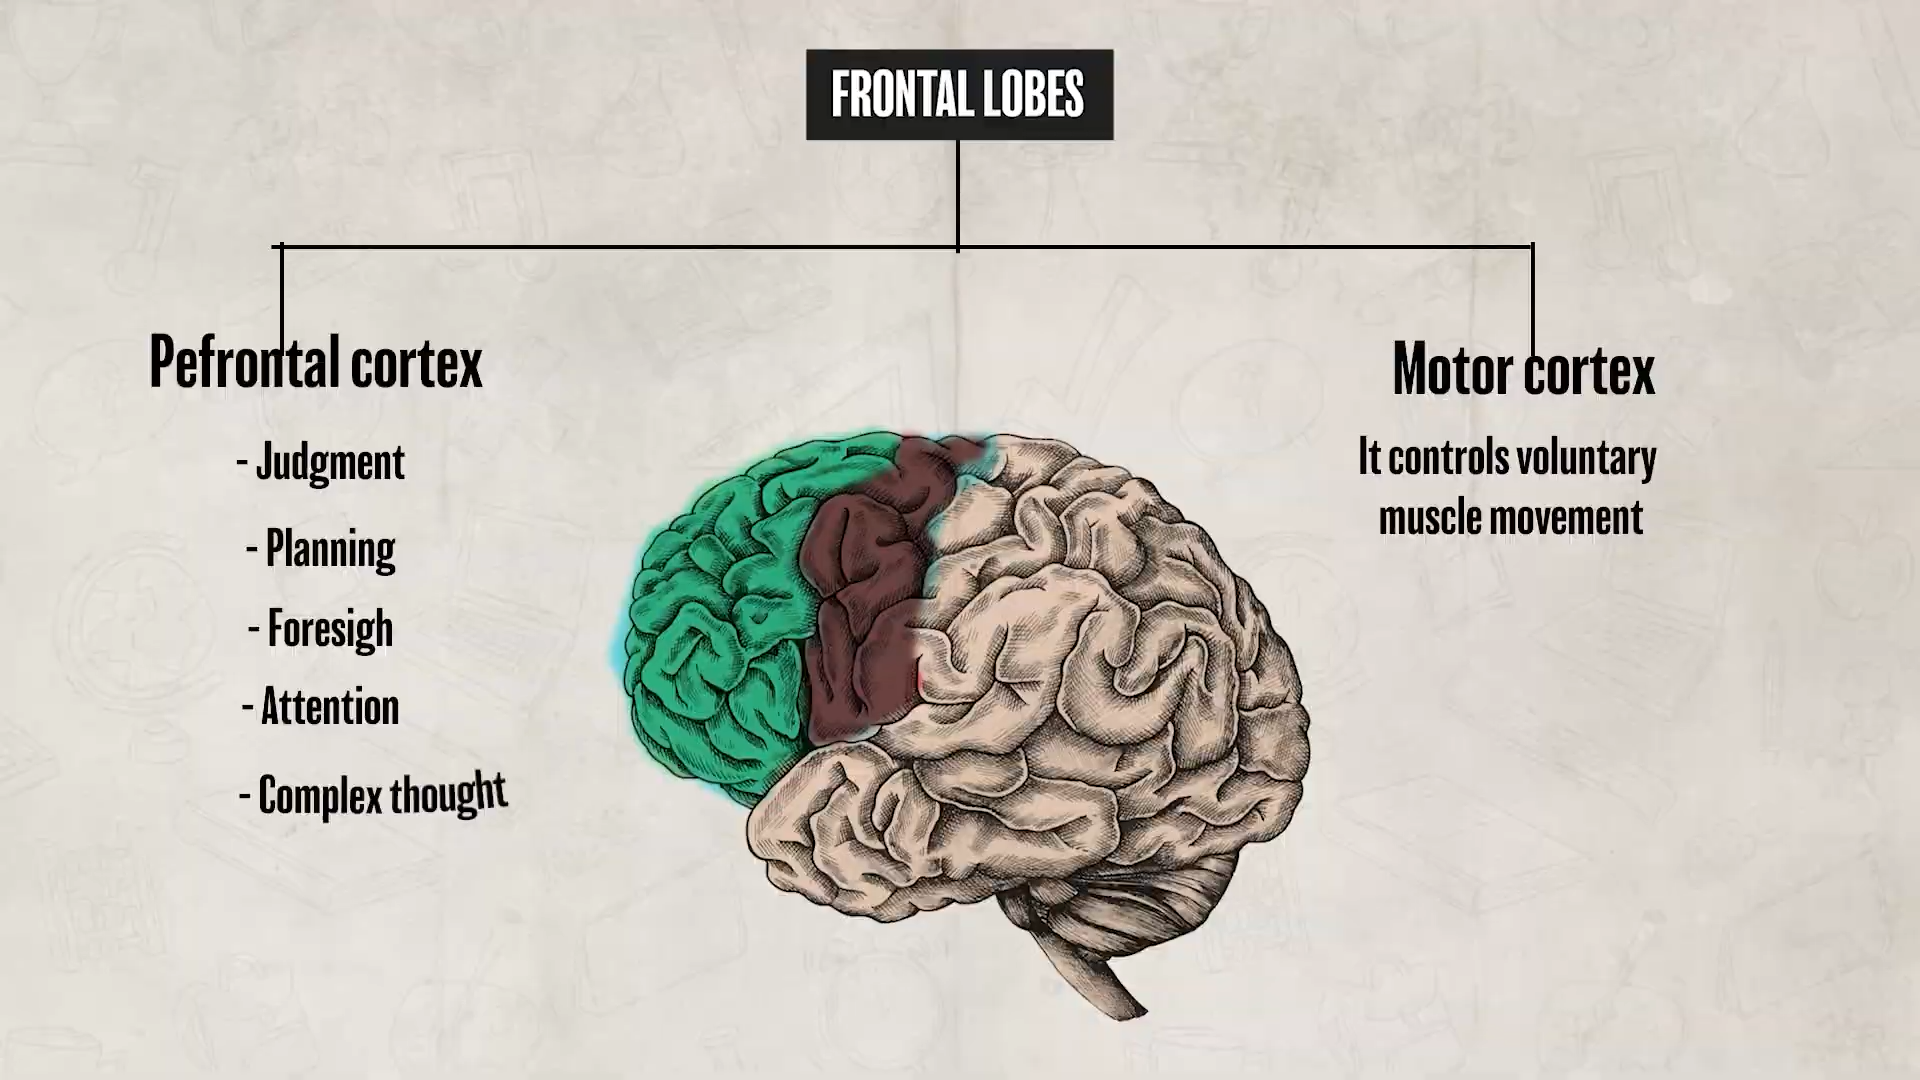 FRONTAL LOBES
Pefrontal cortex
- Judgment
- Planning
- Foresigh
- Attention
- Complex thought
Motor cortex
It controls voluntary
muscle movement